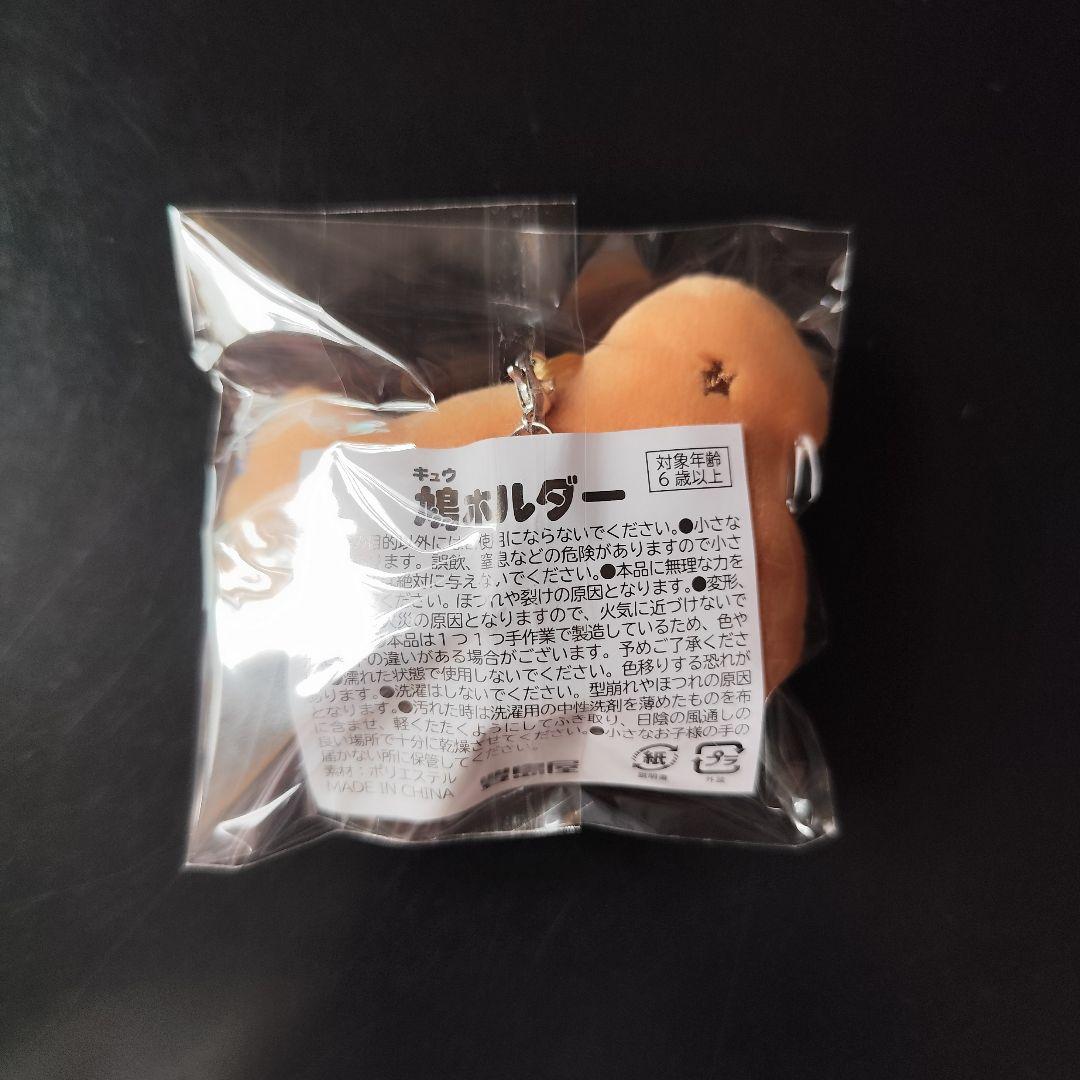 キュウ
鳩ホルダー
対象年齢
6歳以上
目的以外にはご使用にならないでください。●小さな
ます。誤飲、窒息などの危険がありますので小さ
絶対に与えないでください。●本品に無理な力を
ください。ほつれや裂けの原因となります。●変形、
火災の原因となりますので、火気に近づけないで
本品は1つ1つ手作業で製造しているため、色や
の違いがある場合がございます。予めご了承くださ
濡れた状態で使用しないでください。色移りする恐れが
あります。●洗濯はしないでください。型崩れやほつれの原因
となります。●汚れた時は洗濯用の中性洗剤を薄めたものを布
に含ませ、軽くたたくようにしてふき取り、日陰の風通しの
良い場所で十分に乾燥させてください。●小さなお子様の手の
届かない所に保管してください。
素材：ポリエステル
MADE IN CHINA
豊島屋
紙
説明書
プラ
外装